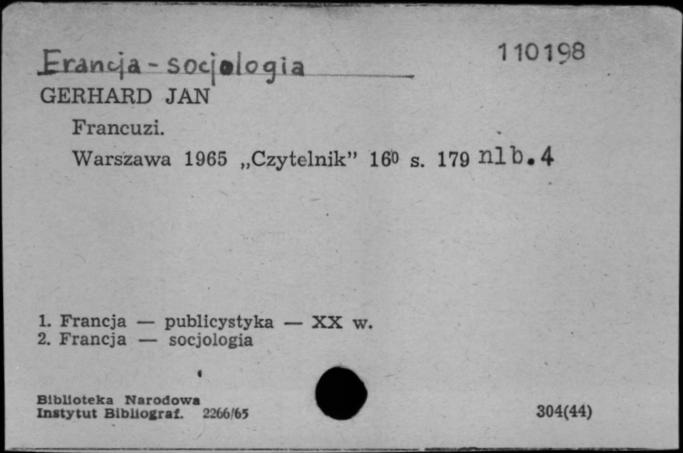 Francja - socjologia 110198
GERHARD JAN
Francuzi.
Warszawa 1965 „Czytelnik” 16⁰ s. 179 nlb. 4
1. Francja — publicystyka — XX w.
2. Francja — socjologia
Biblioteka Narodowa
Instytut Bibliograf. 2266/65 304(44)